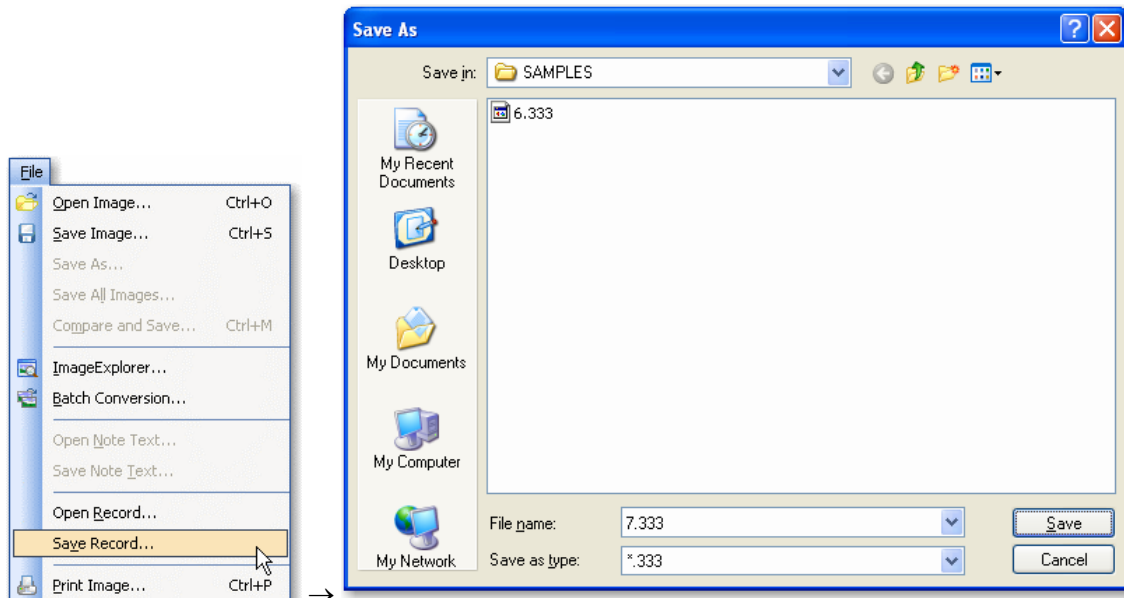 File
Open Image... Ctrl+O
Save Image... Ctrl+S
Save As...
Save All Images...
Compare and Save... Ctrl+M
ImageExplorer...
Batch Conversion...
Open Note Text...
Save Note Text...
Open Record...
Save Record...
Print Image... Ctrl+P
→
Save As
Save in: SAMPLES
6.333
My Recent
Documents
Desktop
My Documents
My Computer
My Network
File name: 7.333 Save
Save as type: *.333 Cancel